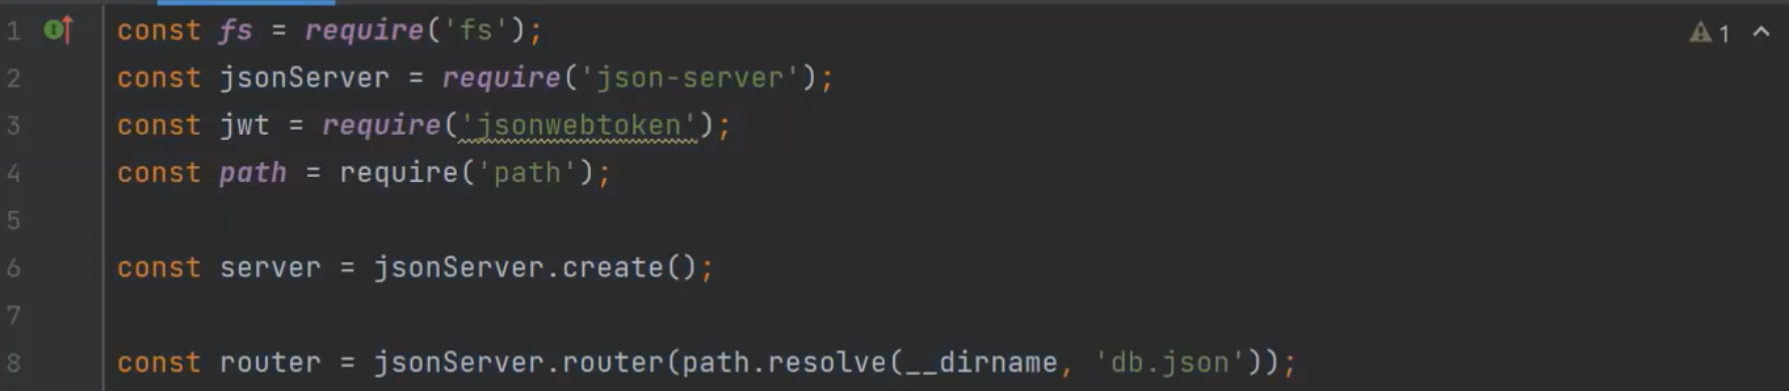 1 const fs = require('fs'); 1
2 const jsonServer = require('json-server');
3 const jwt = require('jsonwebtoken');
4 const path = require('path');
5
6 const server = jsonServer.create();
7
8 const router = jsonServer.router(path.resolve(__dirname, 'db.json'));